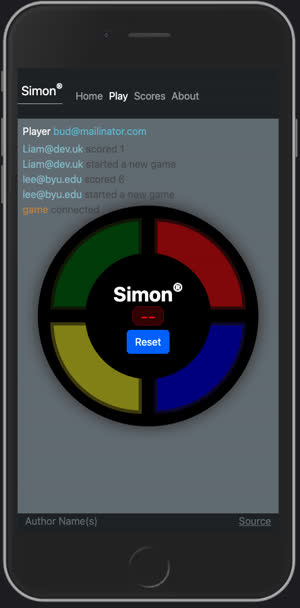 Simon®
Home Play Scores About
Player bud@mailinator.com
Liam@dev.uk scored 1
Liam@dev.uk started a new game
lee@byu.edu scored 6
lee@byu.edu started a new game
game connected
Simon®
--
Reset
Author Name(s) Source